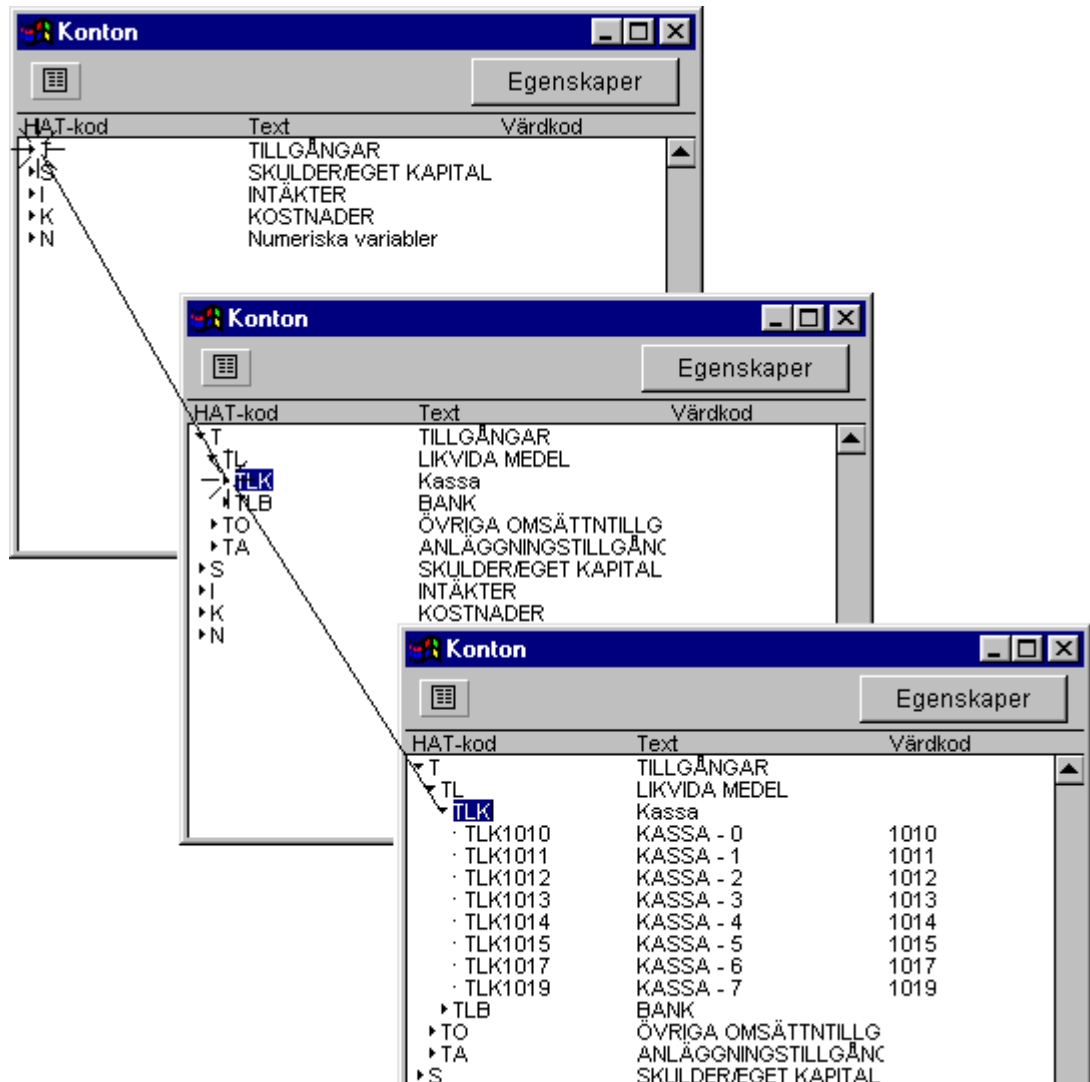 Konton
Egenskaper
HAT-kod Text Värdkod
T TILLGÅNGAR
S SKULDER/EGET KAPITAL
I INTÄKTER
K KOSTNADER
N Numeriska variabler
Konton
Egenskaper
HAT-kod Text Värdkod
T TILLGÅNGAR
TL LIKVIDA MEDEL
TLK Kassa
TLB BANK
TO ÖVRIGA OMSÄTTNTILLG
TA ANLÄGGNINGSTILLGÅNG
S SKULDER/EGET KAPITAL
I INTÄKTER
K KOSTNADER
N
Konton
Egenskaper
HAT-kod Text Värdkod
T TILLGÅNGAR
TL LIKVIDA MEDEL
TLK Kassa
TLK1010 KASSA - 0 1010
TLK1011 KASSA - 1 1011
TLK1012 KASSA - 2 1012
TLK1013 KASSA - 3 1013
TLK1014 KASSA - 4 1014
TLK1015 KASSA - 5 1015
TLK1017 KASSA - 6 1017
TLK1019 KASSA - 7 1019
TLB BANK
TO ÖVRIGA OMSÄTTNTILLG
TA ANLÄGGNINGSTILLGÅNG
S SKULDER/EGET KAPITAL